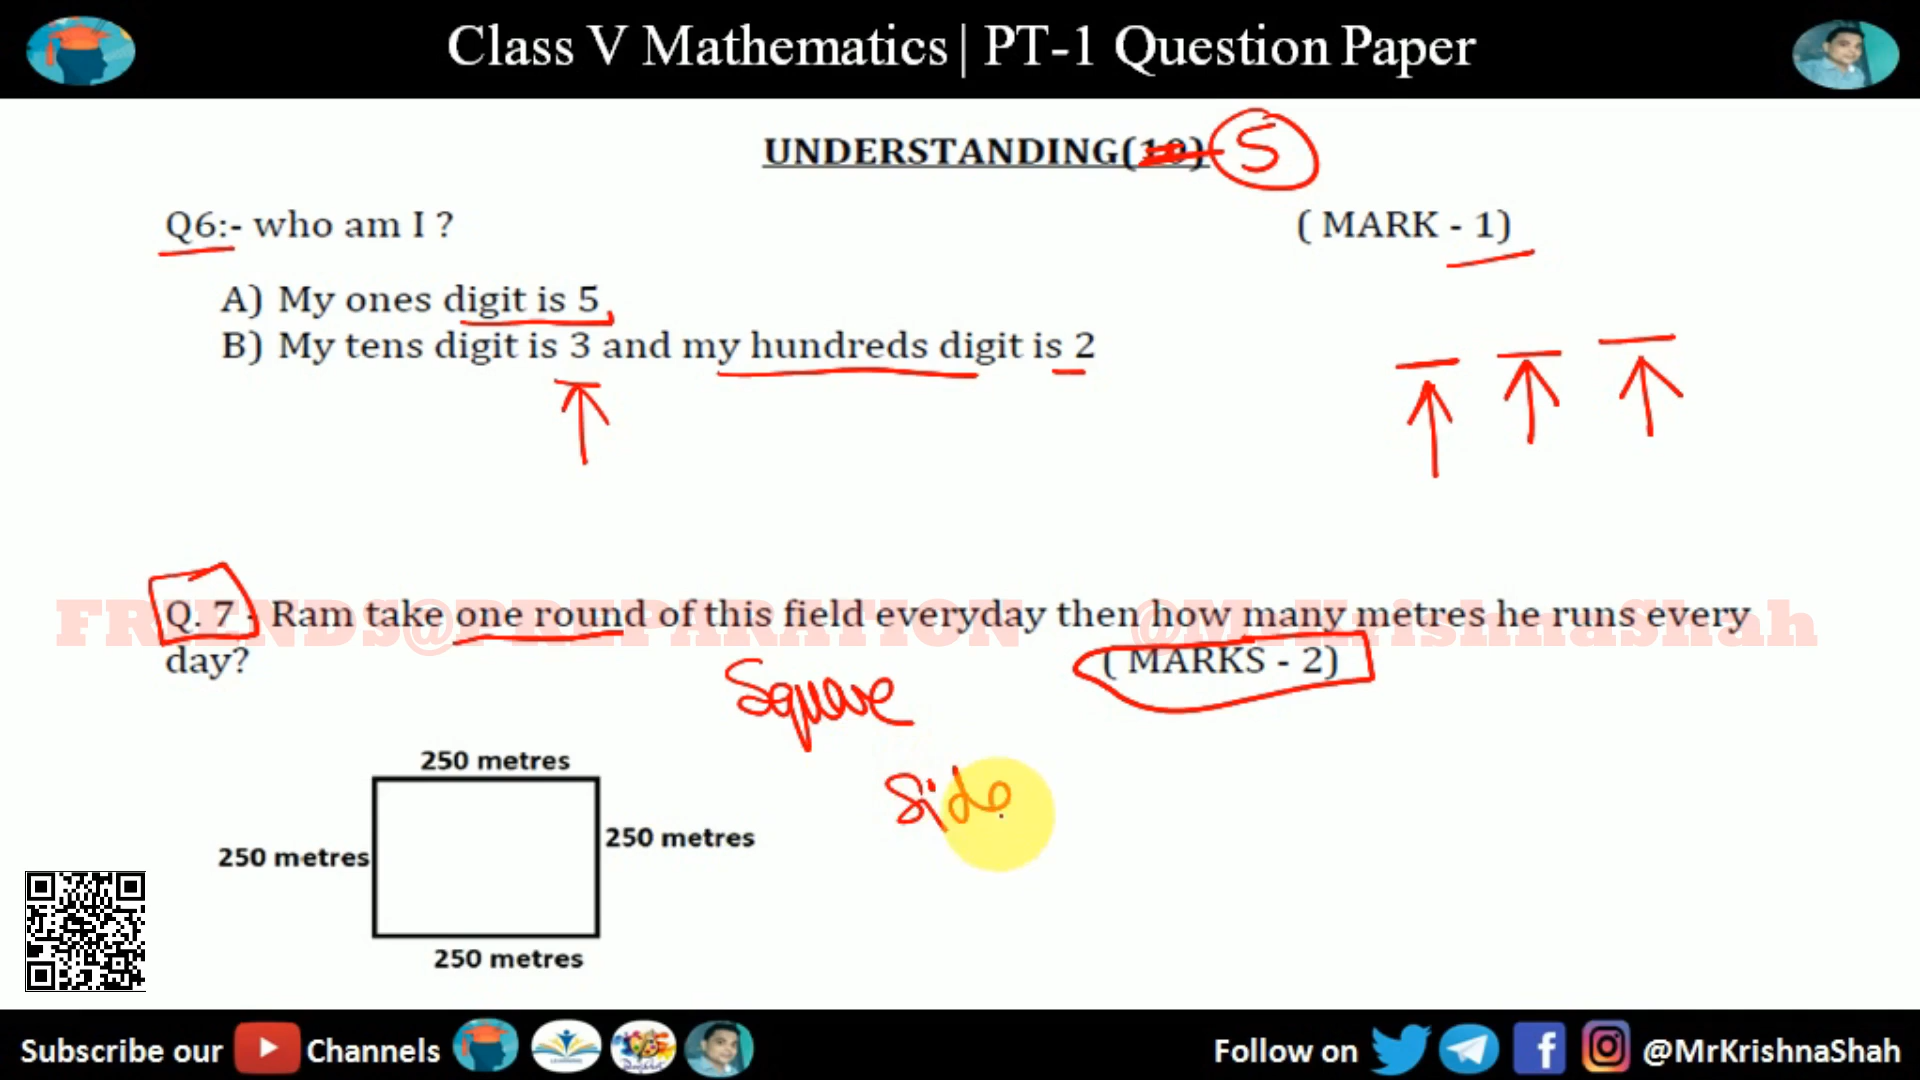 Class V Mathematics | PT-1 Question Paper
UNDERSTANDING(10) 5
Q6:- who am I ? ( MARK - 1)
A) My ones digit is 5
B) My tens digit is 3 and my hundreds digit is 2
FRIENDS@PREPARATION @MrKrishnaShah
Q. 7 - Ram take one round of this field everyday then how many metres he runs every
day? ( MARKS - 2)
Square
Side
250 metres
250 metres
250 metres
250 metres
Subscribe our Channels Follow on @MrKrishnaShah